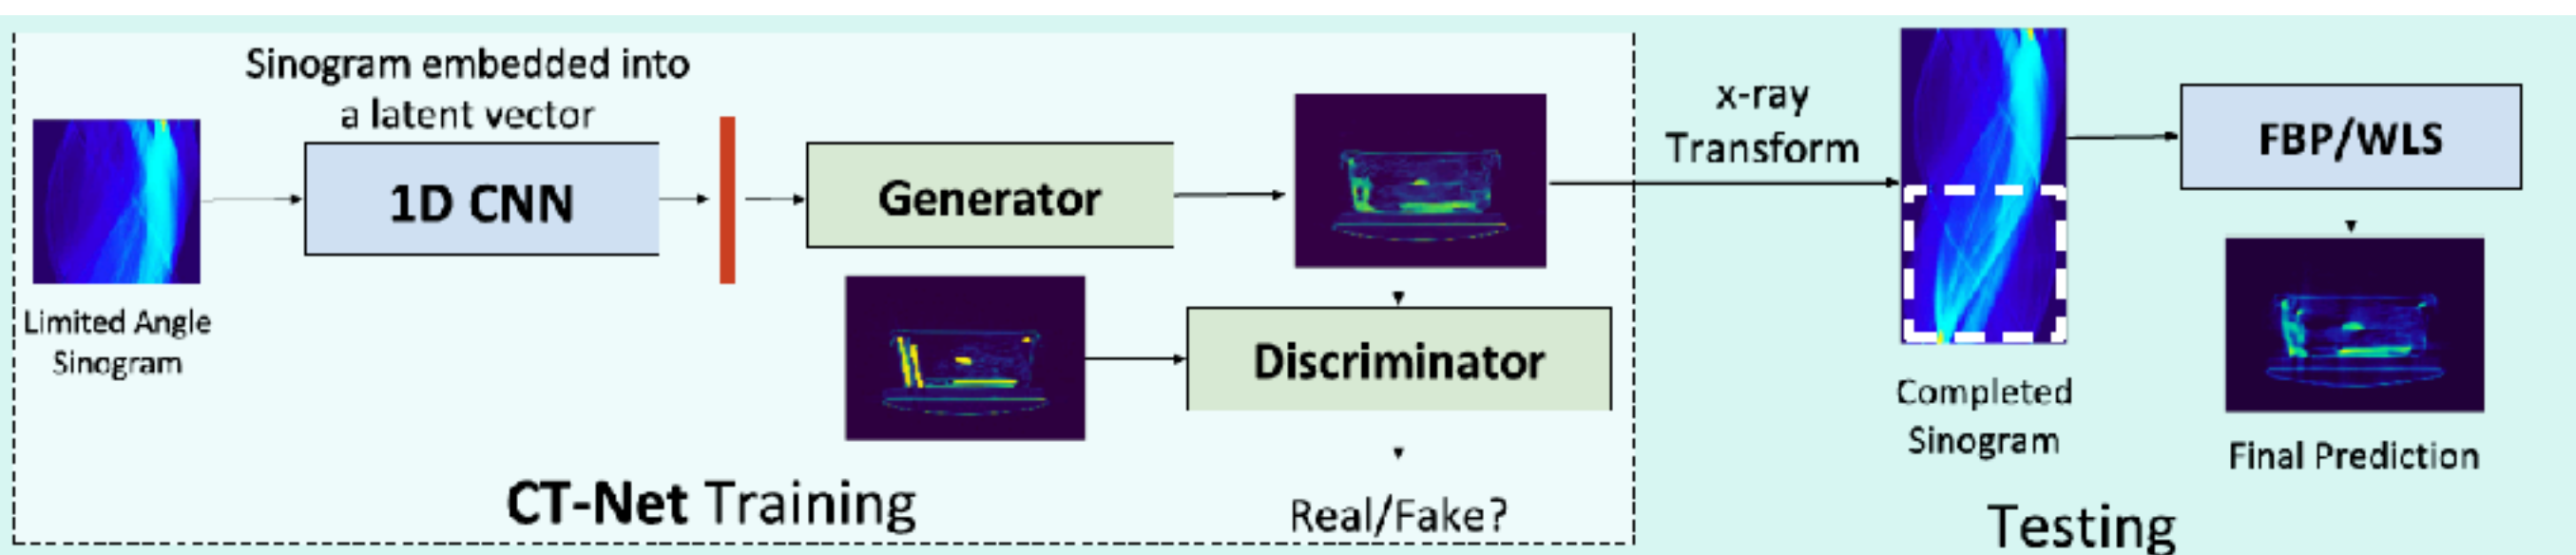 Sinogram embedded into
a latent vector
Limited Angle
Sinogram
1D CNN
Generator
Discriminator
Real/Fake?
CT-Net Training
x-ray
Transform
Completed
Sinogram
FBP/WLS
Final Prediction
Testing